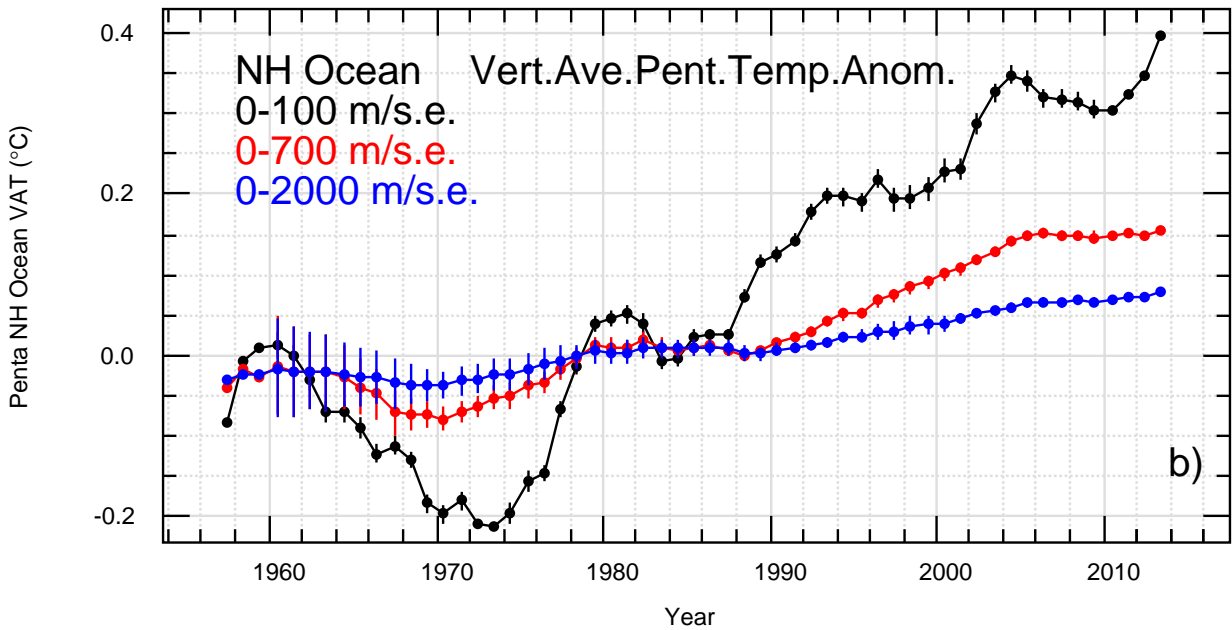 0.4
NH Ocean Vert.Ave.Pent.Temp.Anom.
0-100 m/s.e.
0-700 m/s.e.
0-2000 m/s.e.
0.2
0.0
-0.2
Penta NH Ocean VAT (°C)
b)
1960 1970 1980 1990 2000 2010
Year